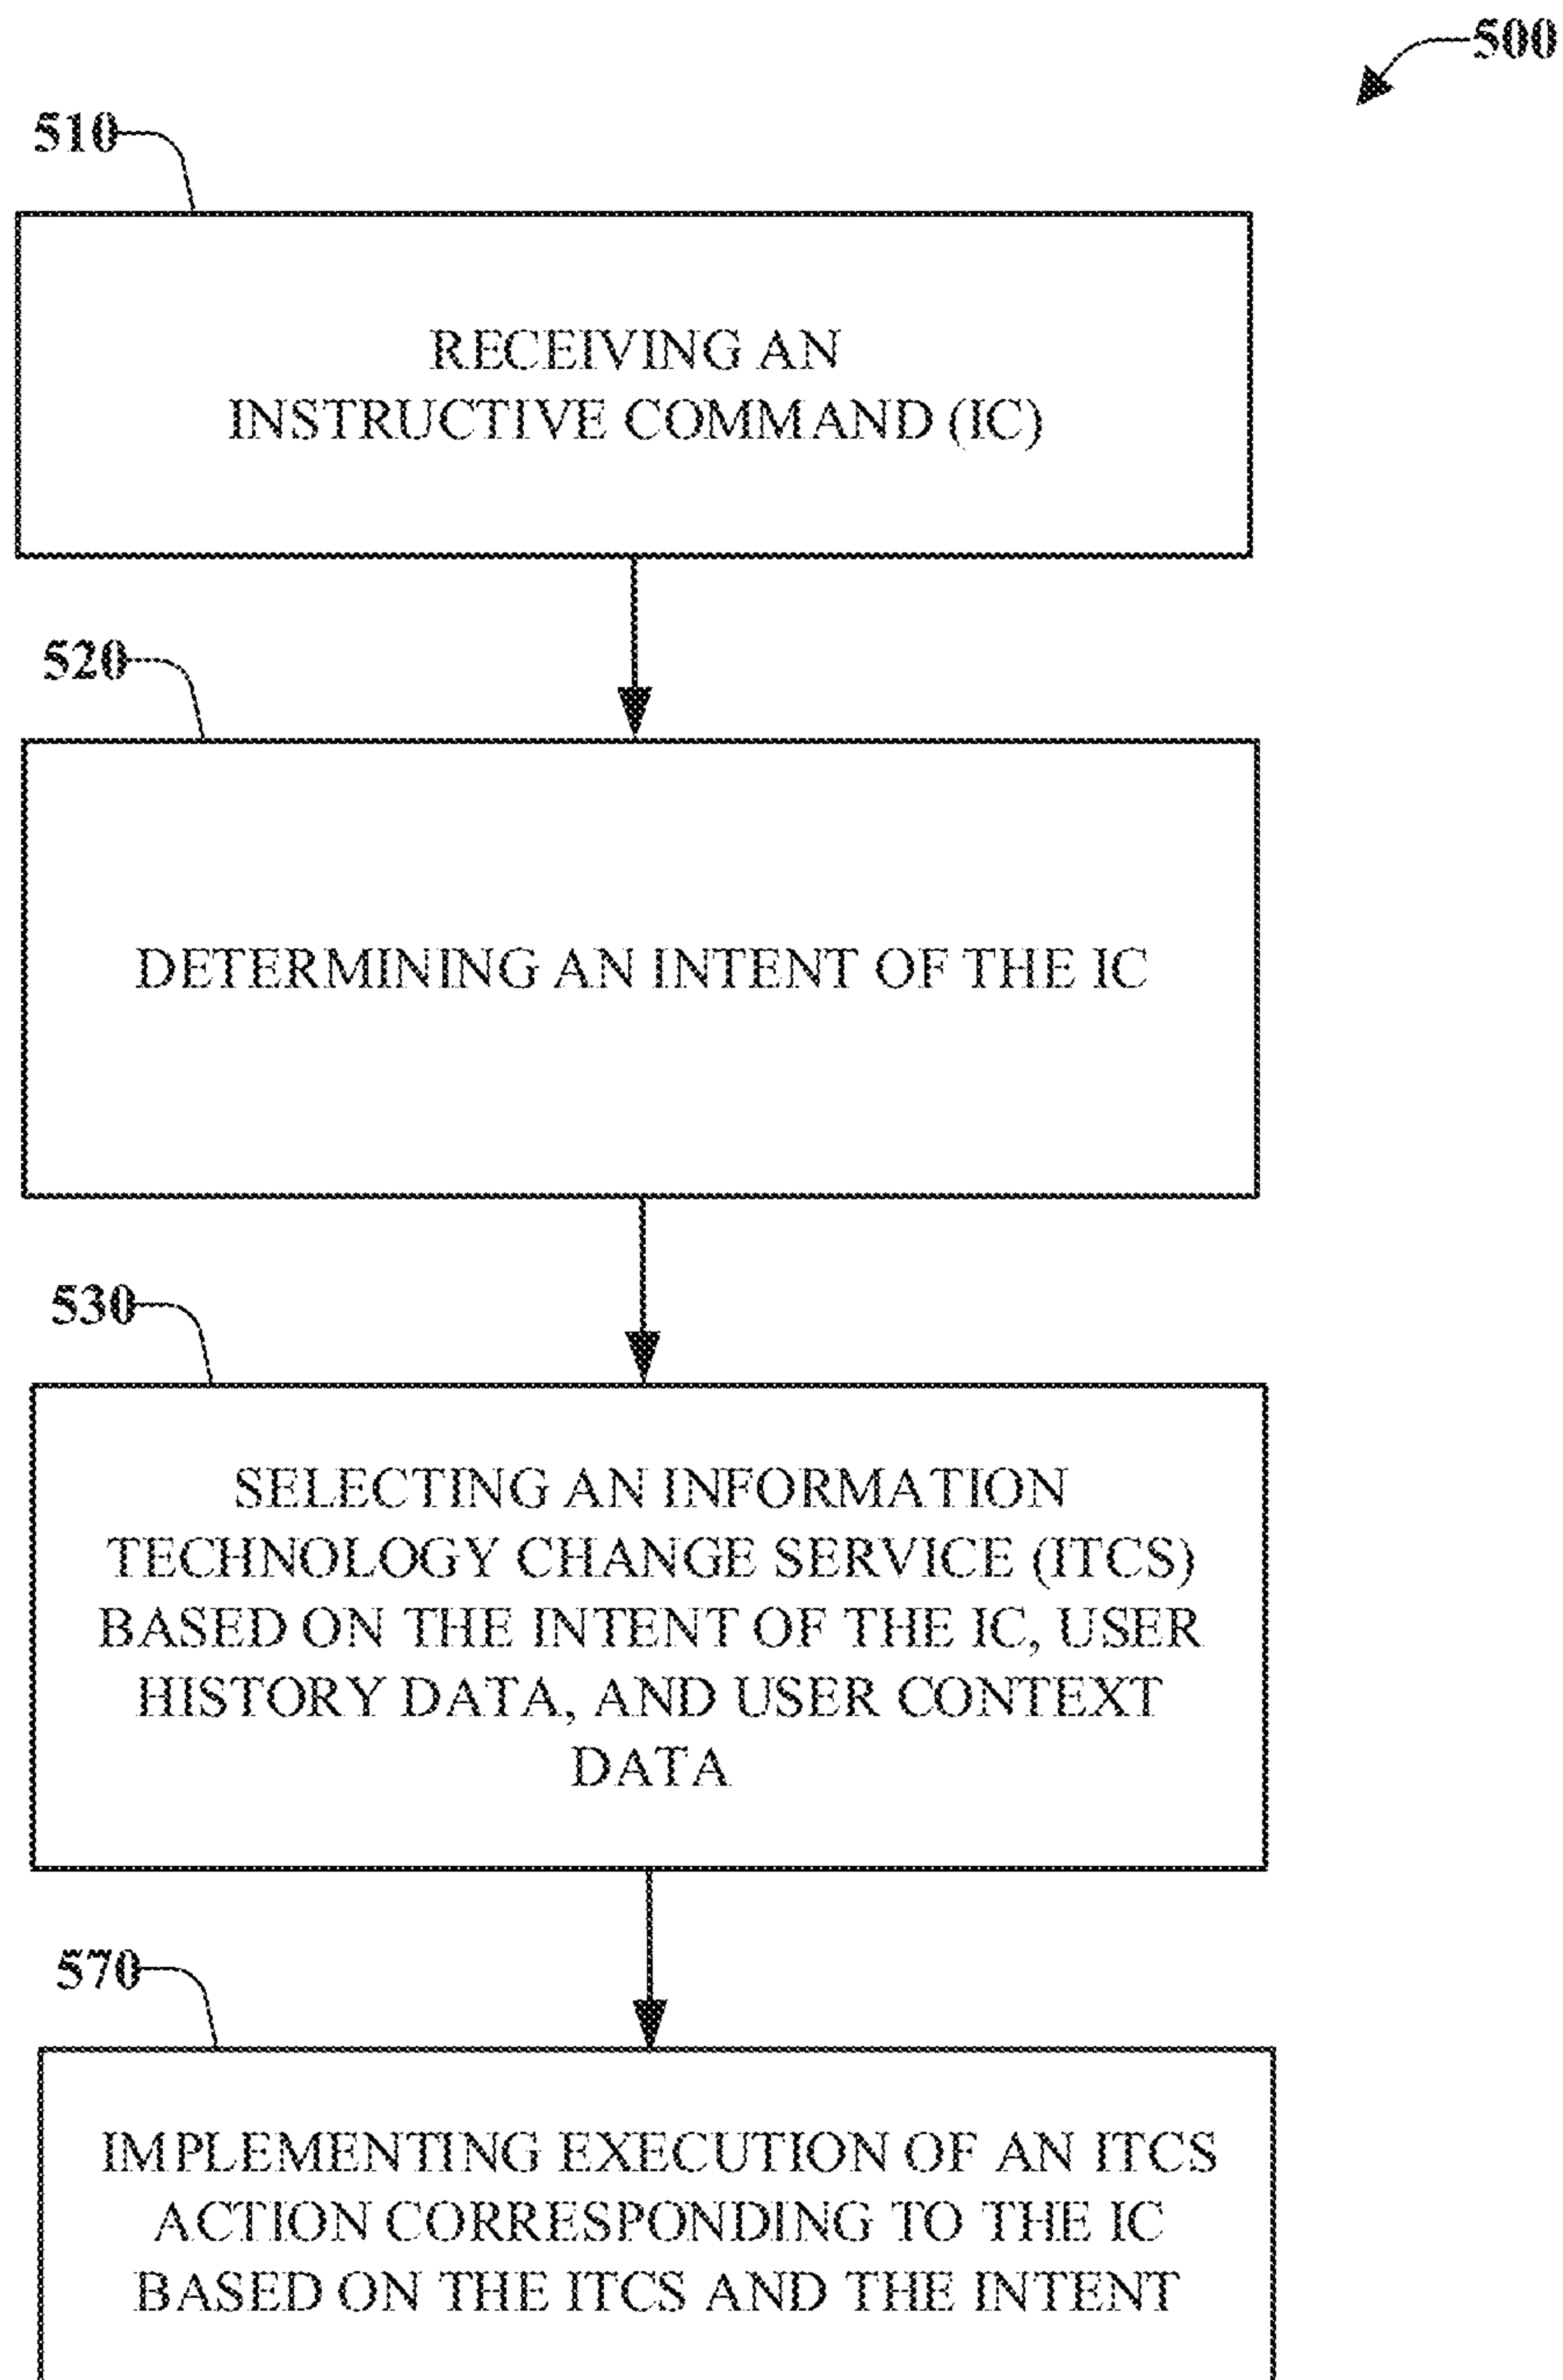 500
510
RECEIVING AN
INSTRUCTIVE COMMAND (IC)
520
DETERMINING AN INTENT OF THE IC
530
SELECTING AN INFORMATION
TECHNOLOGY CHANGE SERVICE (ITCS)
BASED ON THE INTENT OF THE IC, USER
HISTORY DATA, AND USER CONTEXT
DATA
570
IMPLEMENTING EXECUTION OF AN ITCS
ACTION CORRESPONDING TO THE IC
BASED ON THE ITCS AND THE INTENT